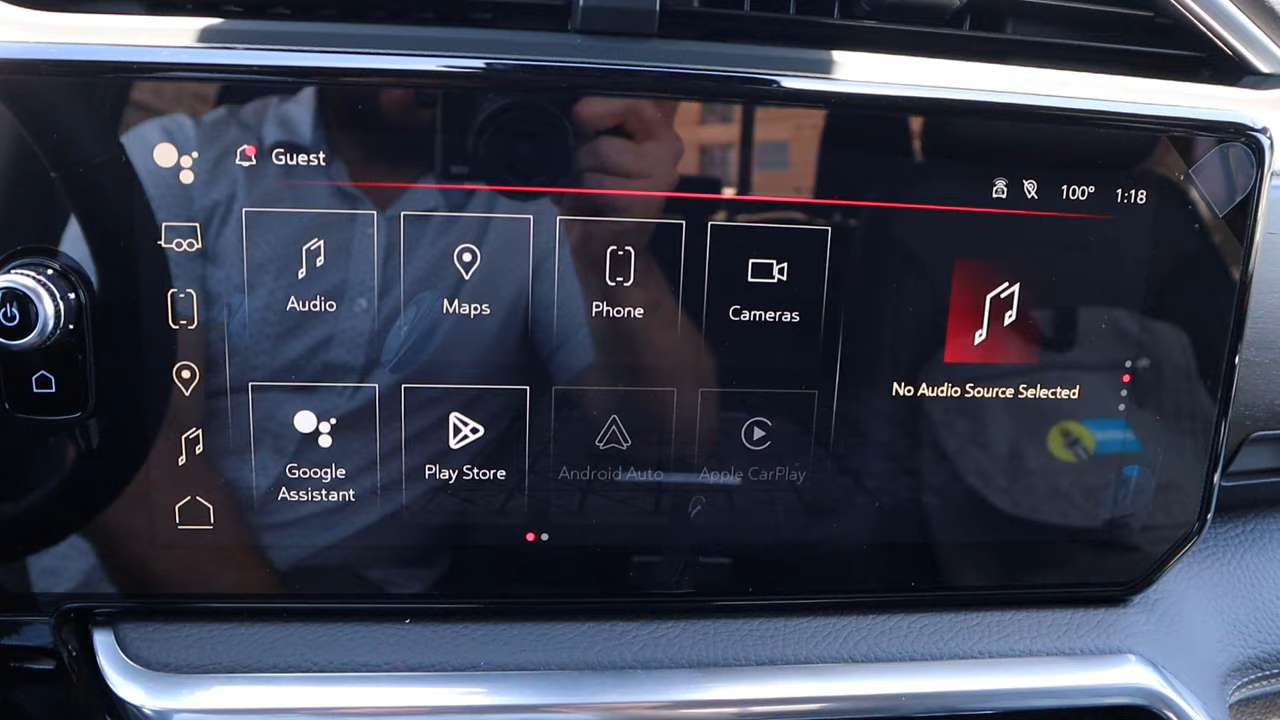 Guest
100° 1:18
Audio
Maps
Phone
Cameras
No Audio Source Selected
Google
Assistant
Play Store
Android Auto
Apple CarPlay